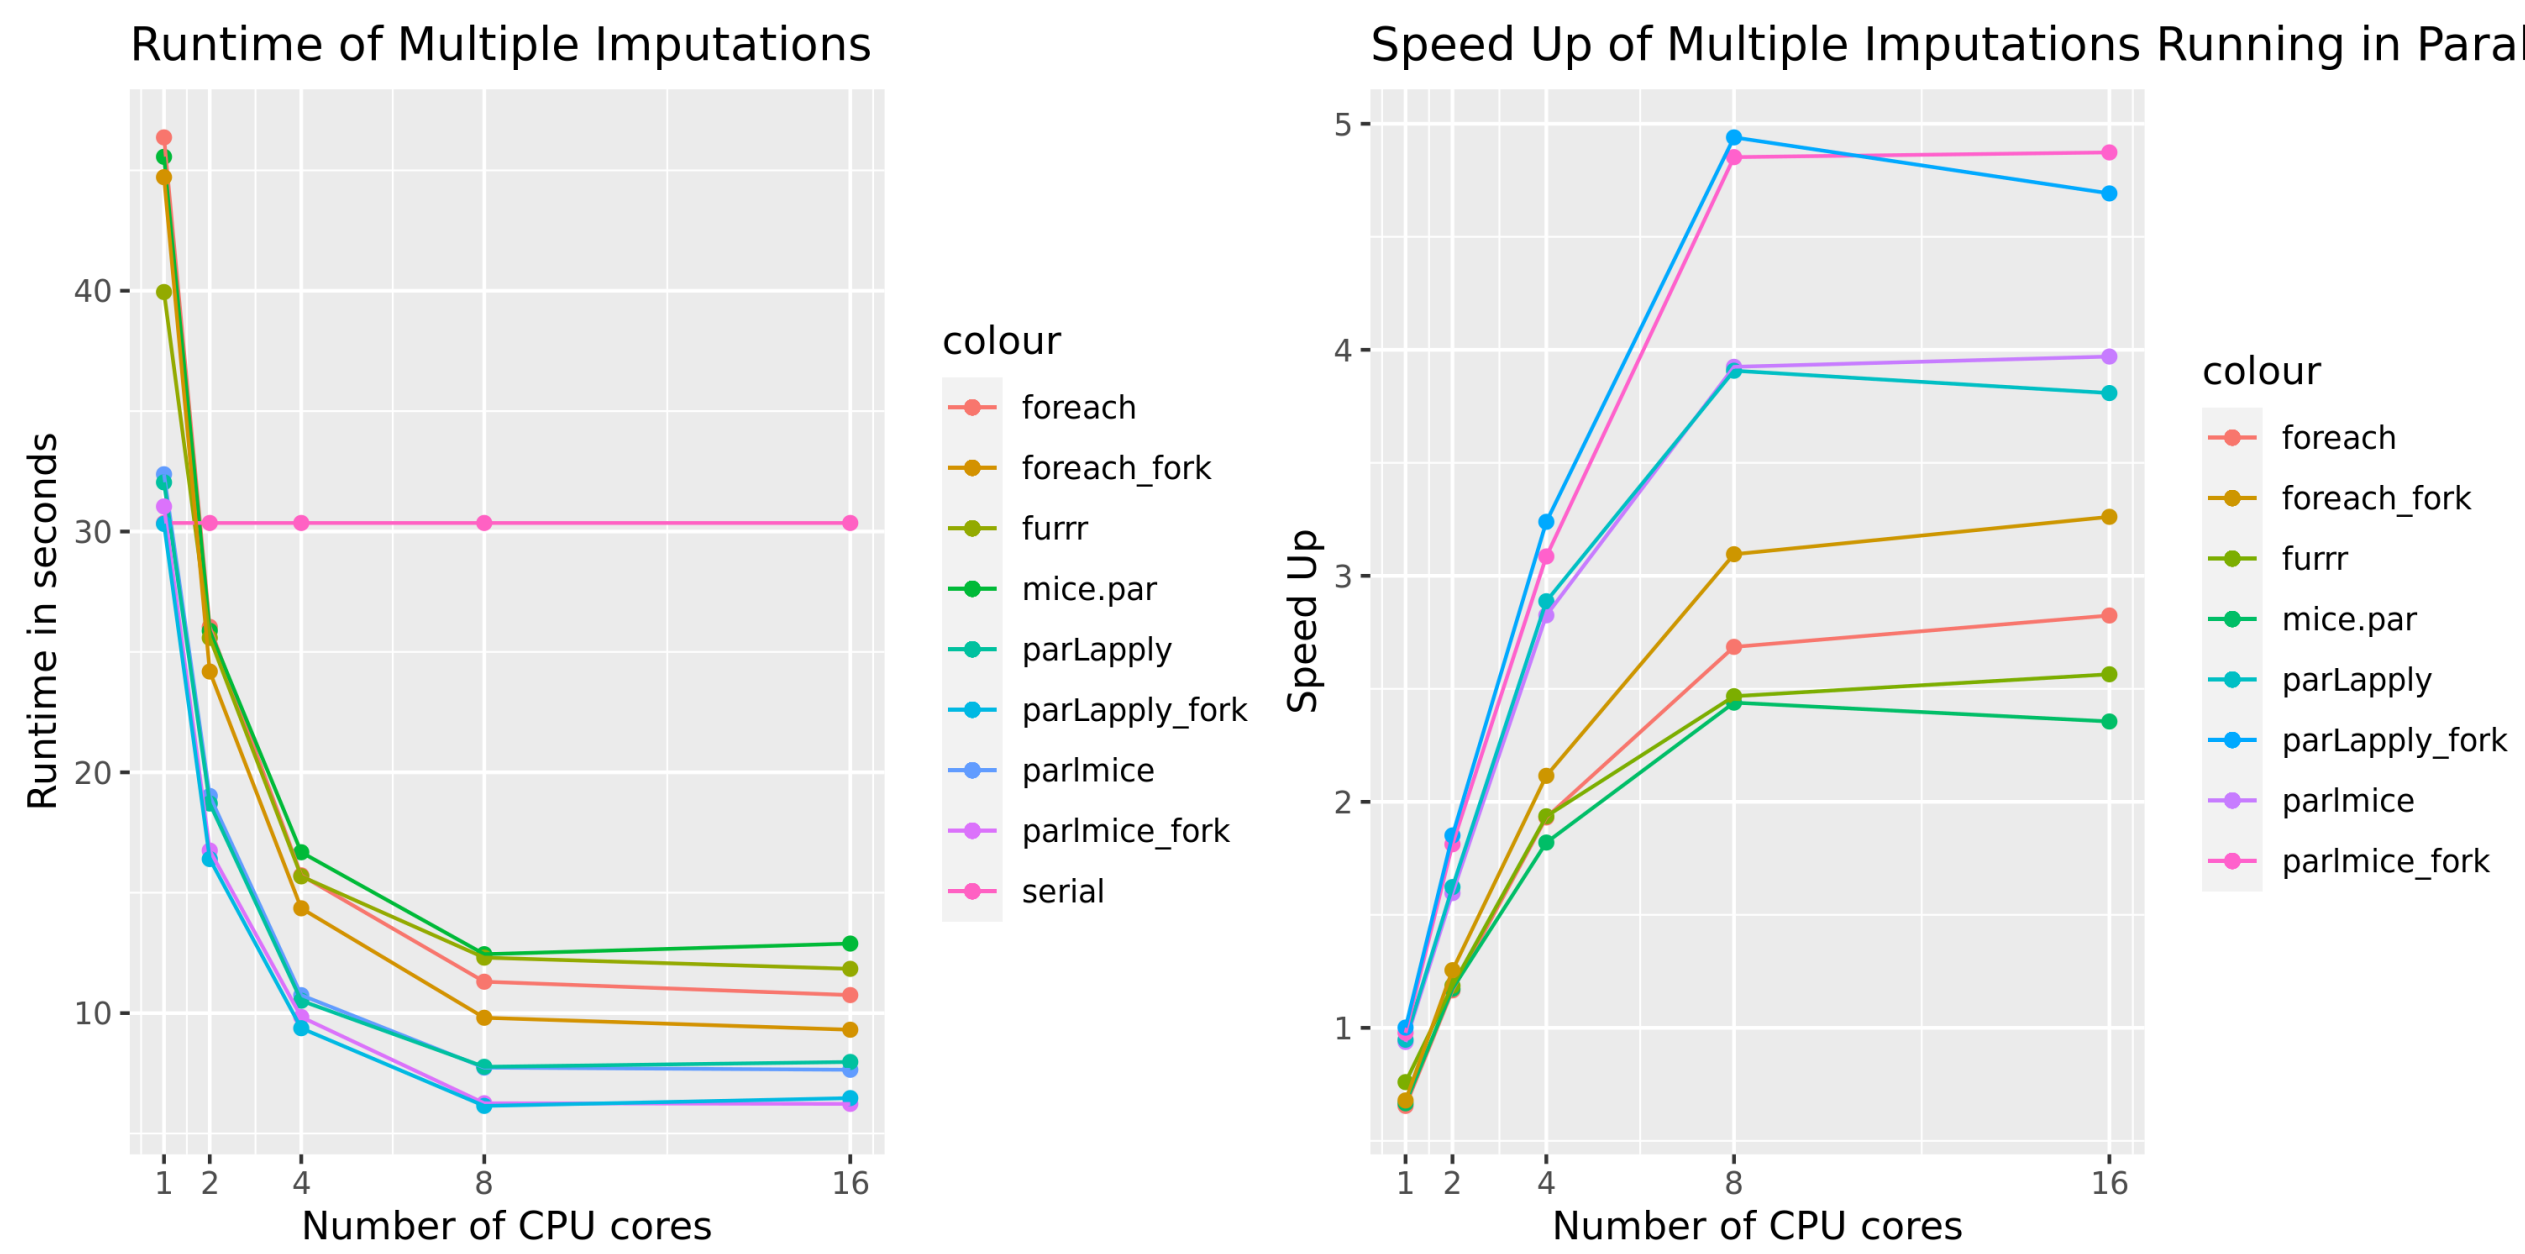 Runtime of Multiple Imputations
Runtime in seconds
40
30
20
10
1 2 4 8 16
Number of CPU cores
colour
foreach
foreach_fork
furrr
mice.par
parLapply
parLapply_fork
parlmice
parlmice_fork
serial
Speed Up of Multiple Imputations Running in Paral
Speed Up
5
4
3
2
1
1 2 4 8 16
Number of CPU cores
colour
foreach
foreach_fork
furrr
mice.par
parLapply
parLapply_fork
parlmice
parlmice_fork